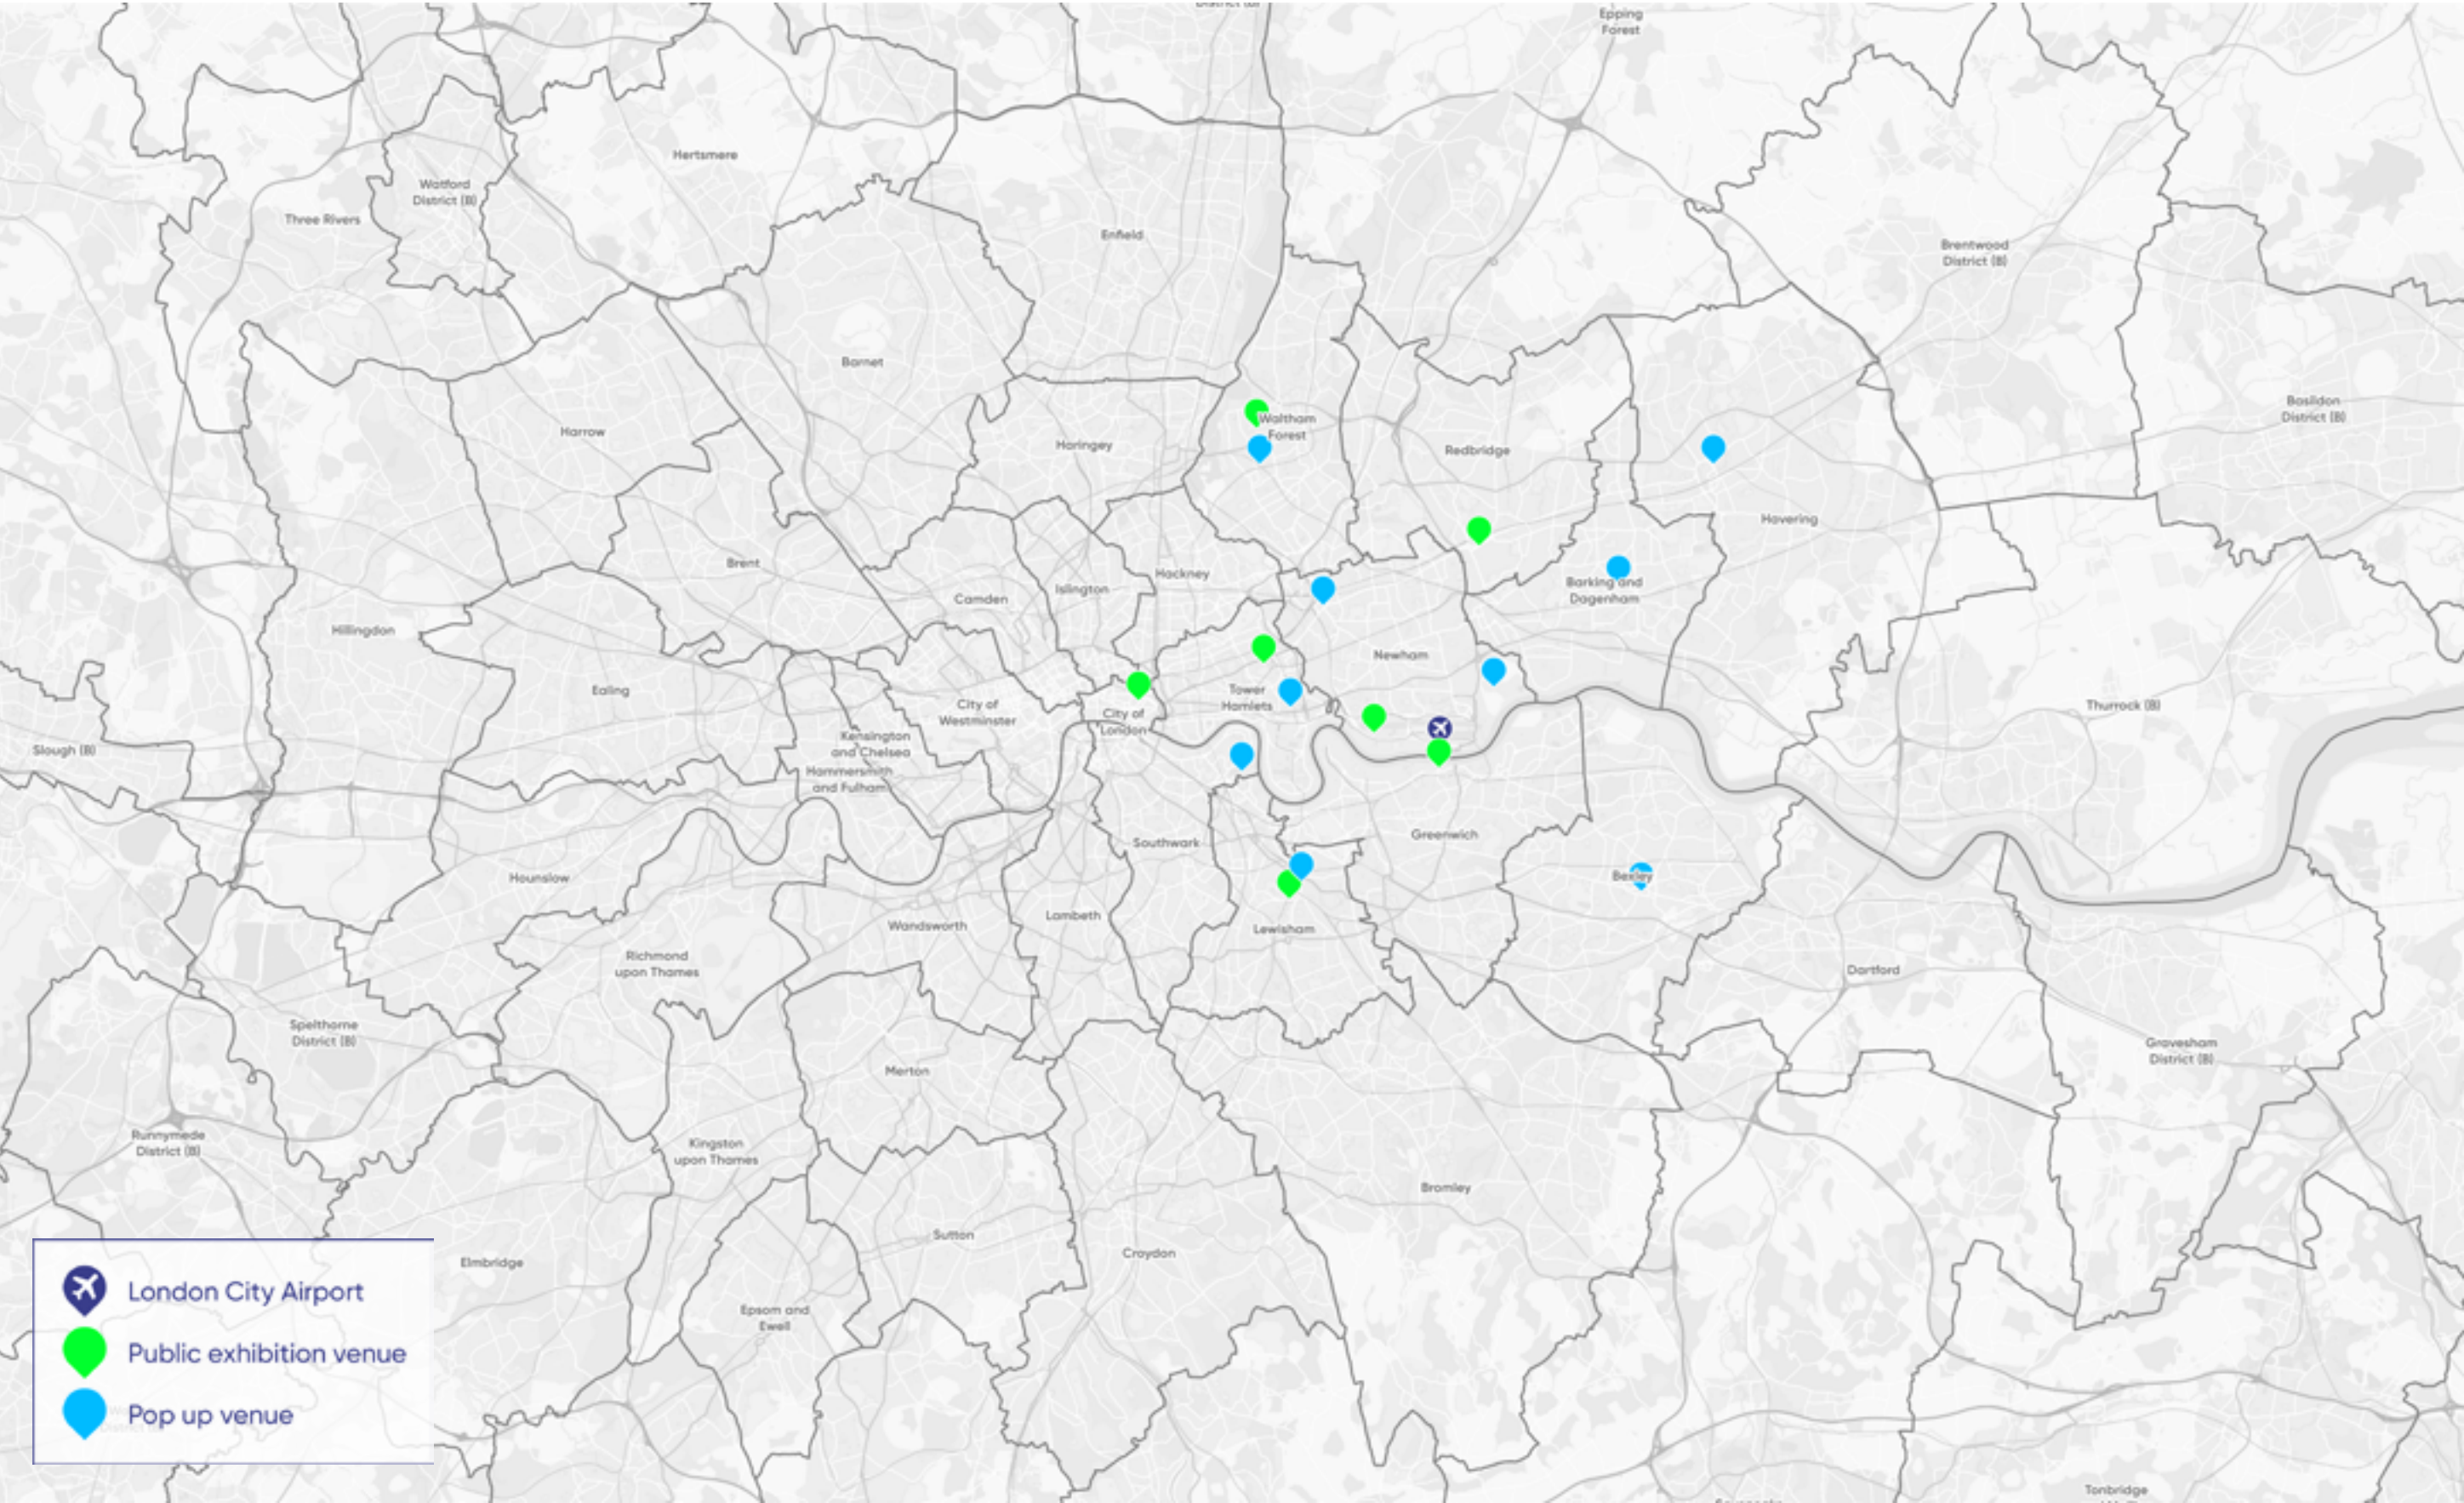 Epping
Forest
Hertsmere
Watford
District (B)
Three Rivers
Enfield
Brentwood
District (B)
Barnet
Basildon
District (B)
Waltham
Forest
Harrow
Haringey
Redbridge
Havering
Brent
Hackney
Islington
Camden
Barking and
Dagenham
Hillingdon
Newham
Ealing
Tower
Hamlets
City of
Westminster
City of
London
Thurrock (B)
Slough (B)
Kensington
and Chelsea
Hammersmith
and Fulham
Greenwich
Southwark
Hounslow
Bexley
Lambeth
Wandsworth
Lewisham
Richmond
upon Thames
Dartford
Spelthorne
District (B)
Gravesham
District (B)
Merton
Runnymede
District (B)
Kingston
upon Thames
Bromley
Sutton
Croydon
Elmbridge
Epsom and
Ewell
London City Airport
Public exhibition venue
Pop up venue
Tonbridge